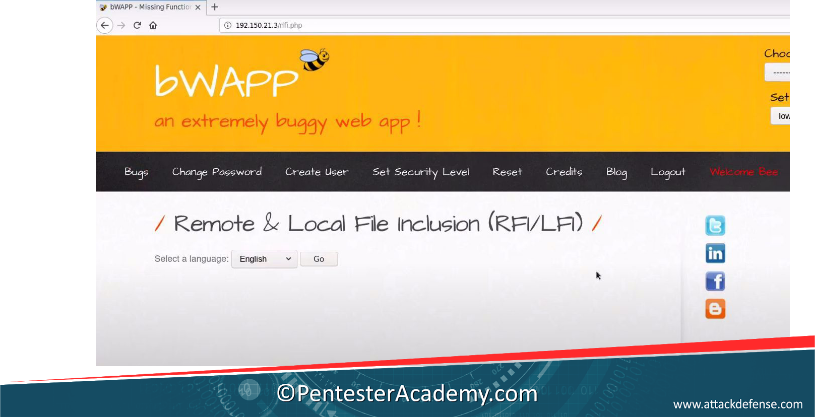 bWAPP - Missing Function
192.150.21.3/rlfi.php
bWAPP
an extremely buggy web app !
Choo
Set
low
Bugs Change Password Create User Set Security Level Reset Credits Blog Logout Welcome Bee
/ Remote & Local File Inclusion (RFI/LFI) /
Select a language: English Go
©PentesterAcademy.com
www.attackdefense.com